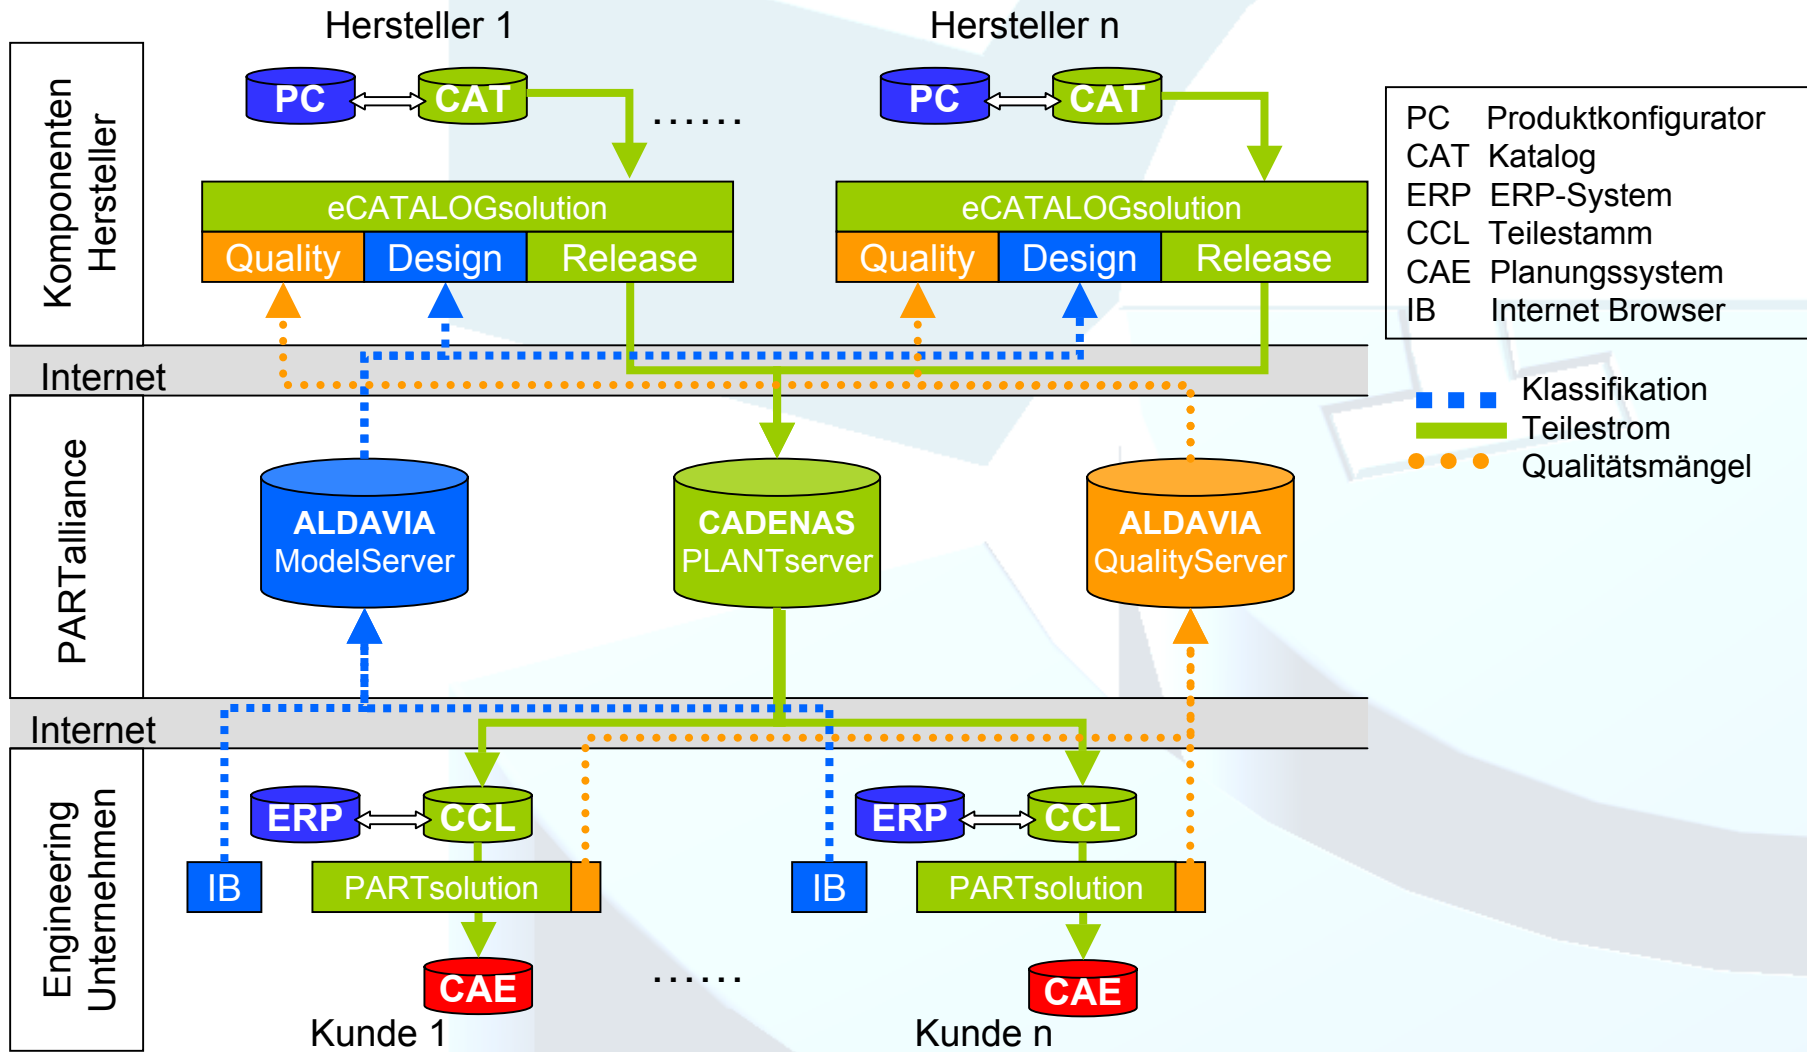 Hersteller 1
Hersteller n
Komponenten
Hersteller
PC
CAT
......
PC
CAT
eCATALOGsolution
Quality
Design
Release
eCATALOGsolution
Quality
Design
Release
PC Produktkonfigurator
CAT Katalog
ERP ERP-System
CCL Teilestamm
CAE Planungssystem
IB Internet Browser
Internet
Klassifikation
Teilestrom
Qualitätsmängel
PARTalliance
ALDAVIA
ModelServer
CADENAS
PLANTserver
ALDAVIA
QualityServer
Internet
Engineering
Unternehmen
ERP
CCL
IB
PARTsolution
CAE
Kunde 1
......
ERP
CCL
IB
PARTsolution
CAE
Kunde n